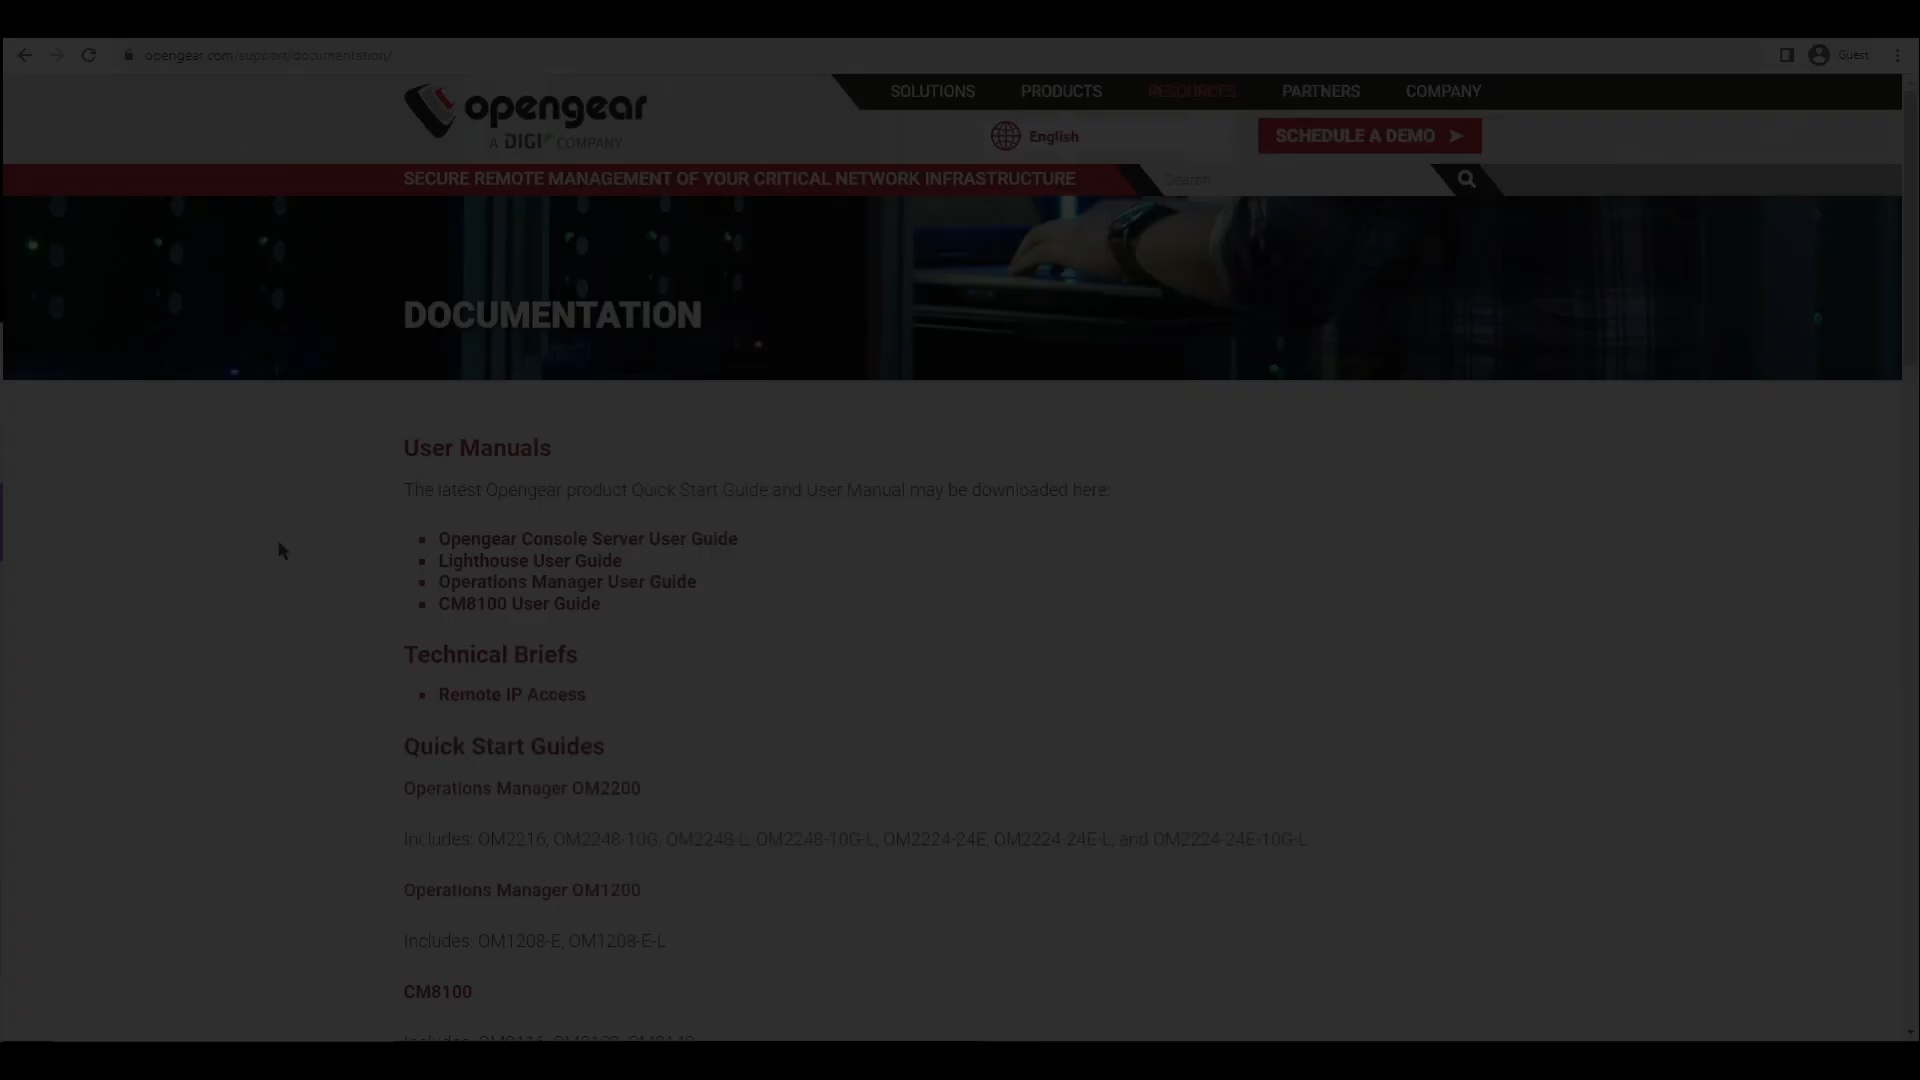 opengear.com/support/documentation/
Guest
opengear
A DIGI COMPANY
SOLUTIONS PRODUCTS RESOURCES PARTNERS COMPANY
English
SCHEDULE A DEMO
SECURE REMOTE MANAGEMENT OF YOUR CRITICAL NETWORK INFRASTRUCTURE
Search
DOCUMENTATION
User Manuals
The latest Opengear product Quick Start Guide and User Manual may be downloaded here:
Opengear Console Server User Guide
Lighthouse User Guide
Operations Manager User Guide
CM8100 User Guide
Technical Briefs
Remote IP Access
Quick Start Guides
Operations Manager OM2200
Includes: OM2216, OM2248-10G, OM2248-L, OM2248-10G-L, OM2224-24E, OM2224-24E-L, and OM2224-24E-10G-L
Operations Manager OM1200
Includes: OM1208-E, OM1208-E-L
CM8100